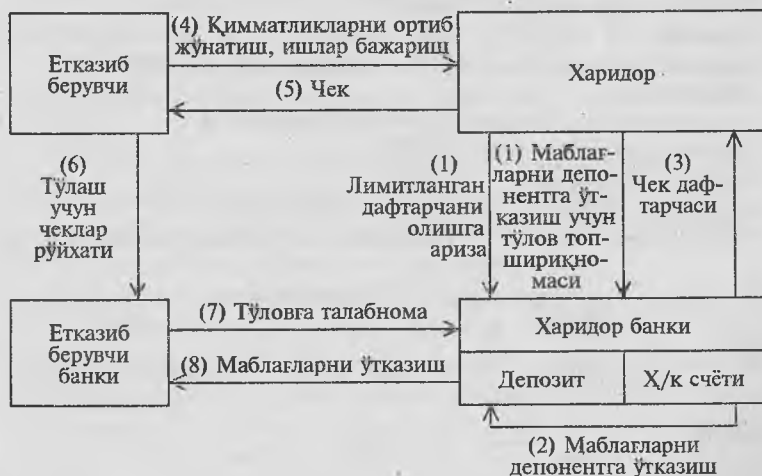 (4) Қимматликларни ортиб
жўнатиш, ишлар бажариш
Етказиб
берувчи
Харидор
(5) Чек
(6)
Тўлаш
учун
чеклар
рўйхати
(1)
Лимитланган
дафтарчани
олишга
ариза
(1) Маблағ-
ларни депо-
нентга ўт-
казиш учун
тўлов топ-
шириқно-
маси
(3)
Чек даф-
тарчаси
Етказиб
берувчи
банки
(7) Тўловга талабнома
(8) Маблағларни ўтказиш
Харидор банки
Депозит
Ҳ/к счёти
(2) Маблағларни
депонентга ўтказиш